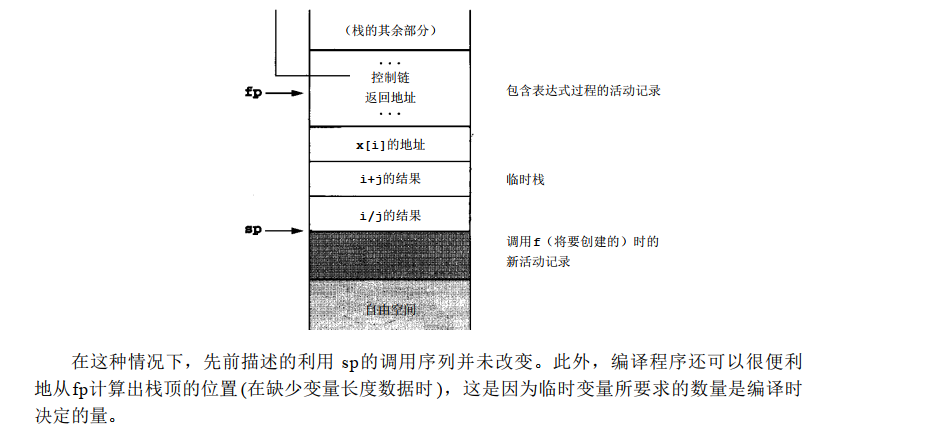 （栈的其余部分）
...
控制链
fp
返回地址
...
包含表达式过程的活动记录
x[i]的地址
i+j的结果
临时栈
i/j的结果
sp
调用f（将要创建的）时的
新活动记录
自由空间
在这种情况下，先前描述的利用 sp的调用序列并未改变。此外，编译程序还可以很便利
地从fp计算出栈顶的位置(在缺少变量长度数据时)，这是因为临时变量所要求的数量是编译时
决定的量。